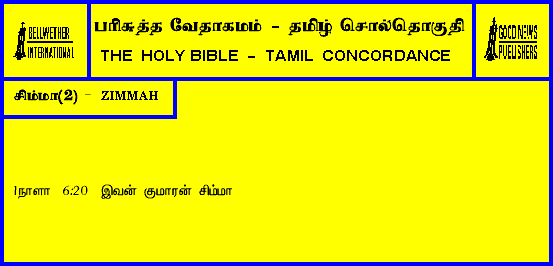 BELLWETHER
INTERNATIONAL
பரிசுத்த வேதாகமம் - தமிழ் சொல்தொகுதி
THE HOLY BIBLE - TAMIL CONCORDANCE
GOOD NEWS
PUBLISHERS
சிம்மா(2) - ZIMMAH
1நாளா 6:20 இவன் குமாரன் சிம்மா